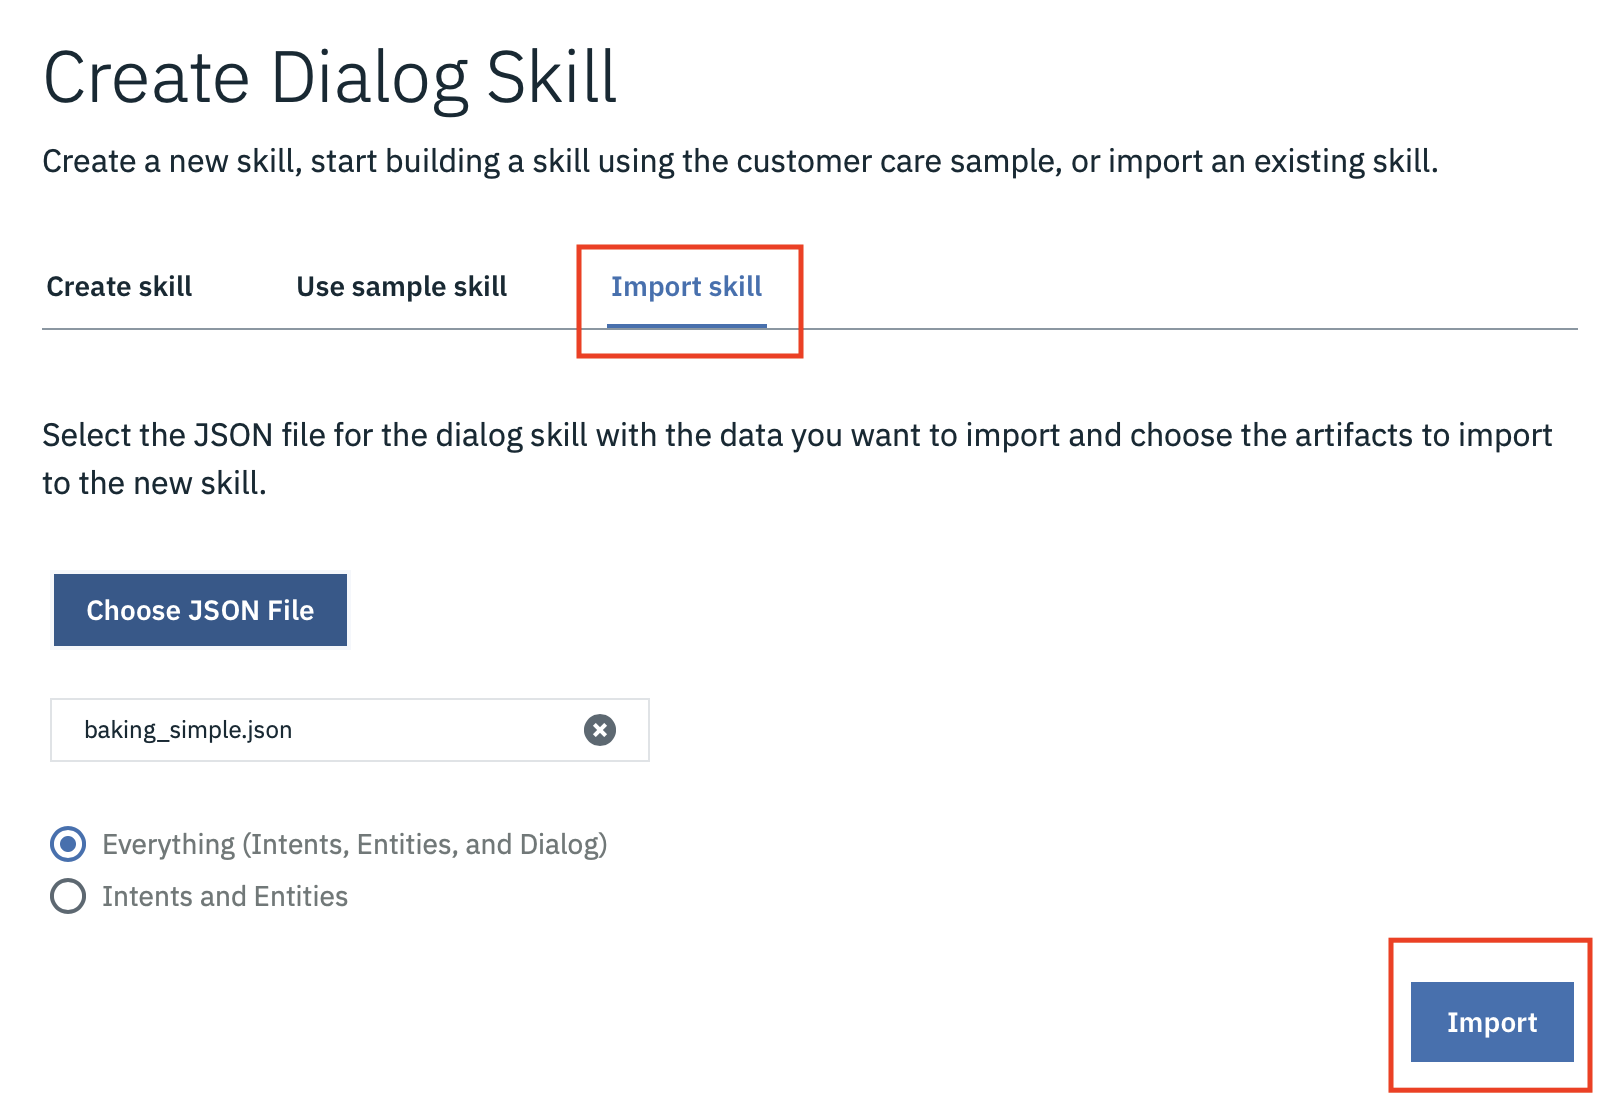 Create Dialog Skill
Create a new skill, start building a skill using the customer care sample, or import an existing skill.
Create skill
Use sample skill
Import skill
Select the JSON file for the dialog skill with the data you want to import and choose the artifacts to import
to the new skill.
Choose JSON File
baking_simple.json
Everything (Intents, Entities, and Dialog)
Intents and Entities
Import